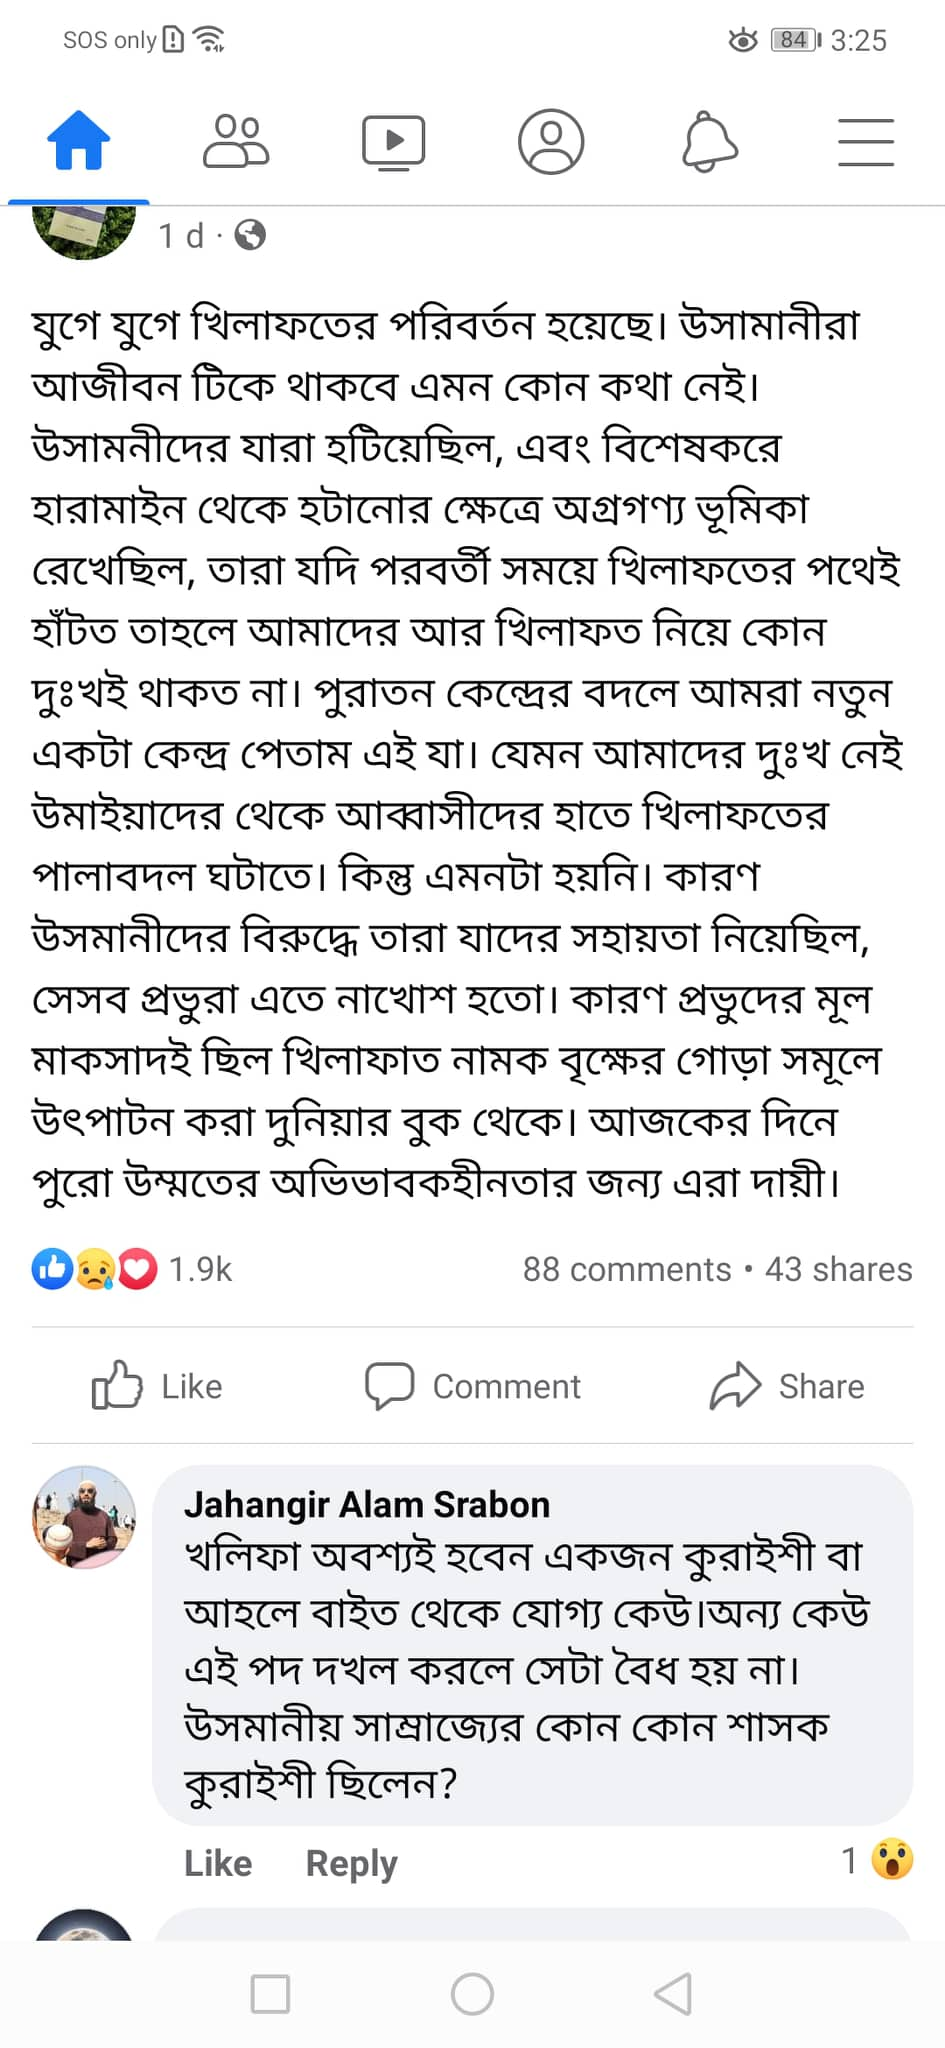 SOS only
84 3:25
1 d ·
যুগে যুগে খিলাফতের পরিবর্তন হয়েছে। উসামানীরা
আজীবন টিকে থাকবে এমন কোন কথা নেই।
উসামনীদের যারা হটিয়েছিল, এবং বিশেষকরে
হারামাইন থেকে হটানোর ক্ষেত্রে অগ্রগণ্য ভূমিকা
রেখেছিল, তারা যদি পরবর্তী সময়ে খিলাফতের পথেই
হাঁটত তাহলে আমাদের আর খিলাফত নিয়ে কোন
দুঃখই থাকত না। পুরাতন কেন্দ্রের বদলে আমরা নতুন
একটা কেন্দ্র পেতাম এই যা। যেমন আমাদের দুঃখ নেই
উমাইয়াদের থেকে আব্বাসীদের হাতে খিলাফতের
পালাবদল ঘটাতে। কিন্তু এমনটা হয়নি। কারণ
উসমানীদের বিরুদ্ধে তারা যাদের সহায়তা নিয়েছিল,
সেসব প্রভুরা এতে নাখোশ হতো। কারণ প্রভুদের মূল
মাকসাদই ছিল খিলাফাত নামক বৃক্ষের গোড়া সমূলে
উৎপাটন করা দুনিয়ার বুক থেকে। আজকের দিনে
পুরো উম্মতের অভিভাবকহীনতার জন্য এরা দায়ী।
1.9k 88 comments • 43 shares
Like Comment Share
Jahangir Alam Srabon
খলিফা অবশ্যই হবেন একজন কুরাইশী বা
আহলে বাইত থেকে যোগ্য কেউ।অন্য কেউ
এই পদ দখল করলে সেটা বৈধ হয় না।
উসমানীয় সাম্রাজ্যের কোন কোন শাসক
কুরাইশী ছিলেন?
Like Reply 1